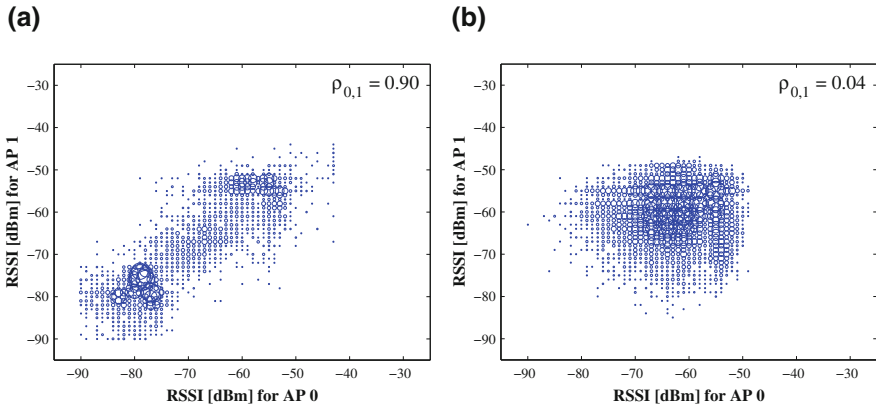 (a)
ρ0,1 = 0.90
RSSI [dBm] for AP 1
−30
−40
−50
−60
−70
−80
−90
−90 −80 −70 −60 −50 −40 −30
RSSI [dBm] for AP 0
(b)
ρ0,1 = 0.04
RSSI [dBm] for AP 1
−30
−40
−50
−60
−70
−80
−90
−90 −80 −70 −60 −50 −40 −30
RSSI [dBm] for AP 0